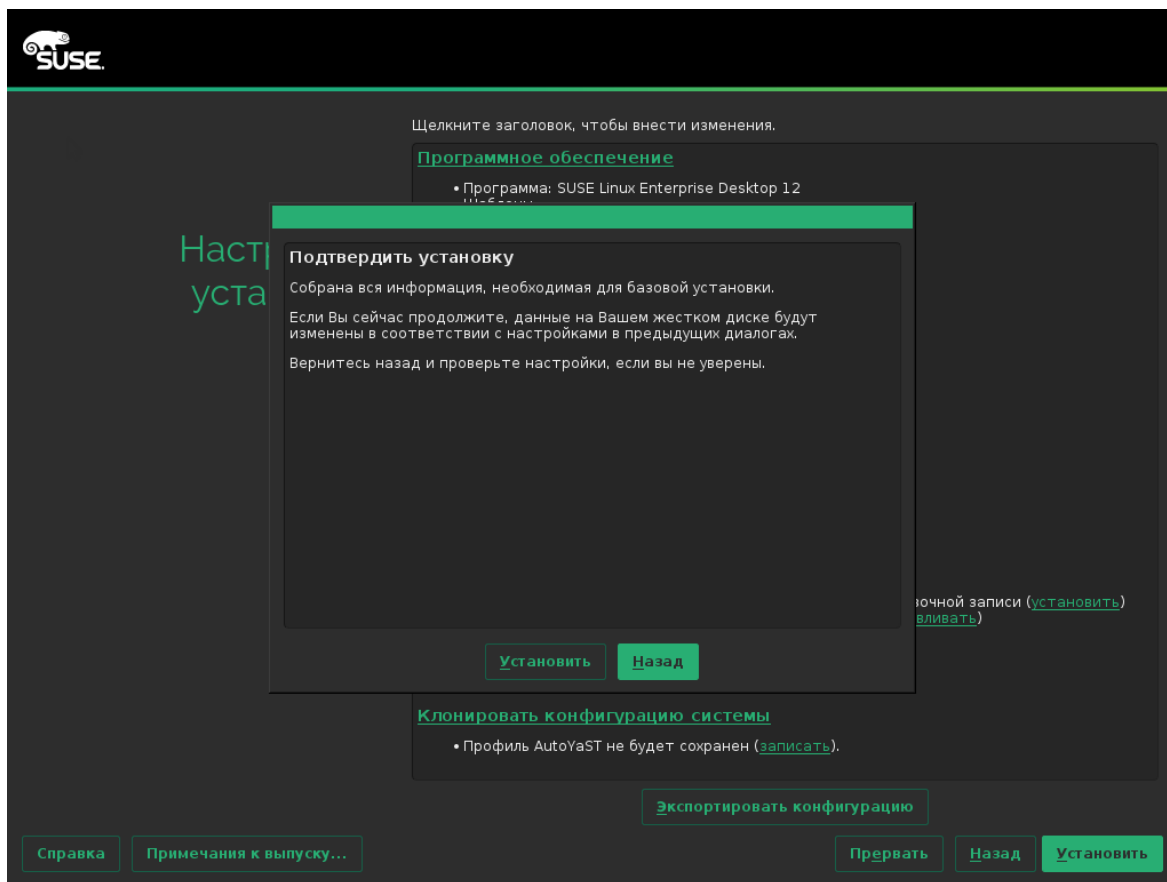 SUSE.
Щелкните заголовок, чтобы внести изменения.
Программное обеспечение
• Программа: SUSE Linux Enterprise Desktop 12
Подтвердить установку
Собрана вся информация, необходимая для базовой установки.
Если Вы сейчас продолжите, данные на Вашем жестком диске будут
изменены в соответствии с настройками в предыдущих диалогах.
Вернитесь назад и проверьте настройки, если вы не уверены.
записи (установить)
Установить
Назад
Клонировать конфигурацию системы
• Профиль AutoYaST не будет сохранен (записать).
Экспортировать конфигурацию
Справка
Примечания к выпуску...
Прервать
Назад
Установить